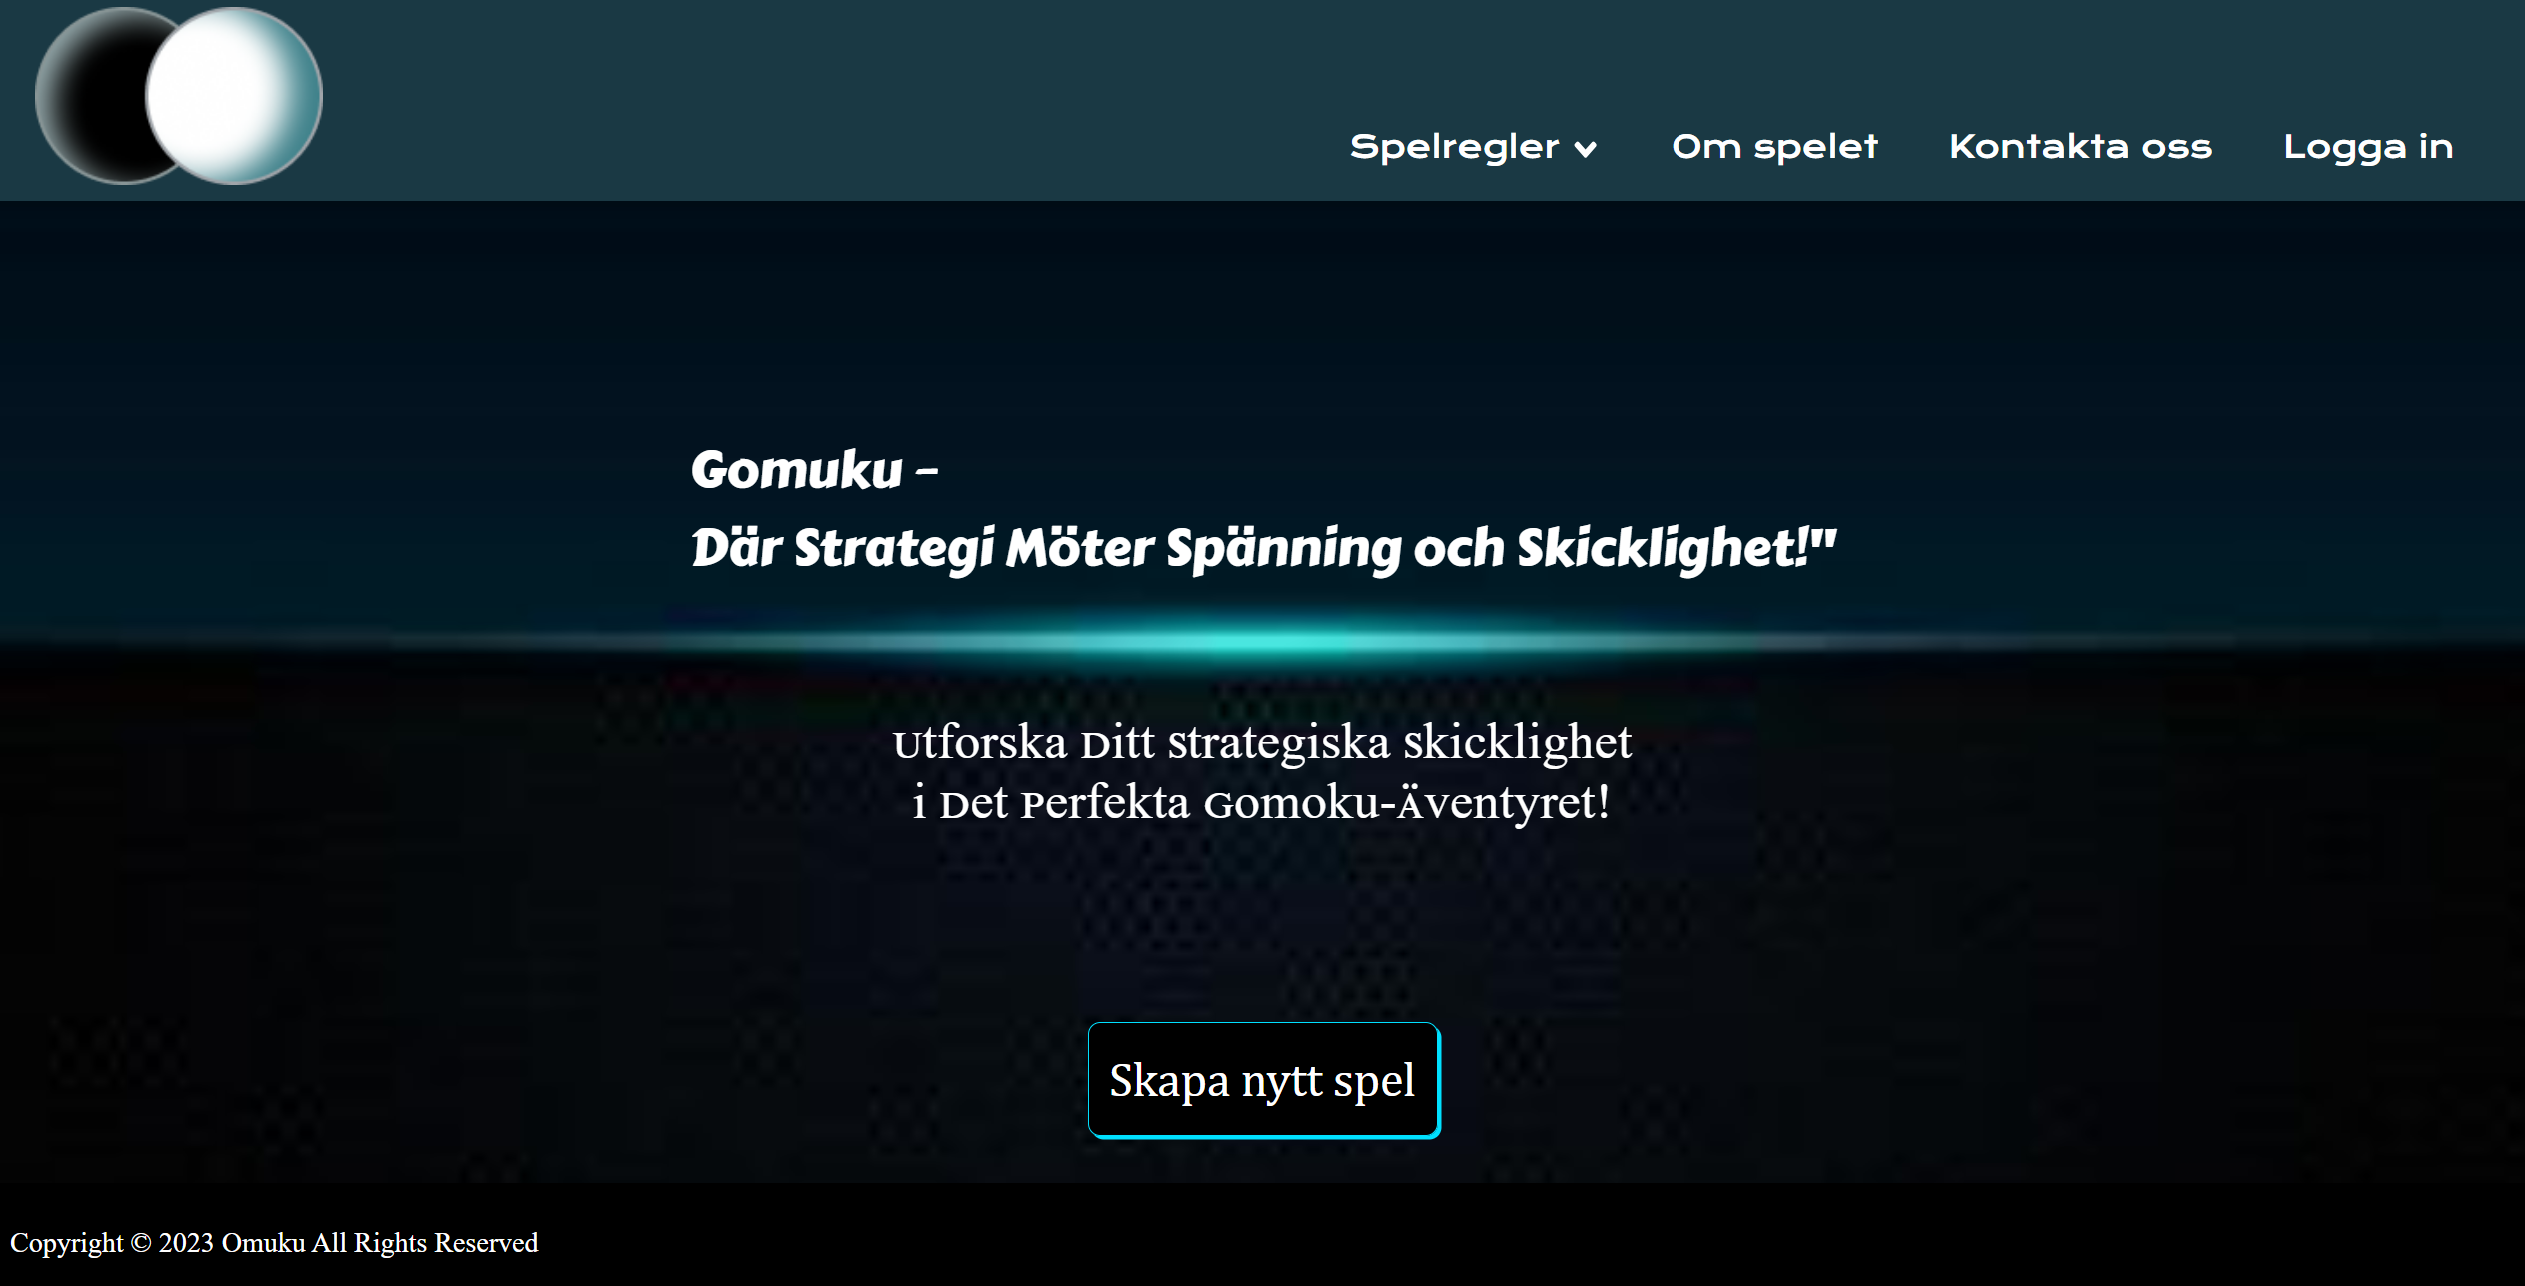 Spelregler
Om spelet
Kontakta oss
Logga in
Gomuku –
Där Strategi Möter Spänning och Skicklighet!"
Utforska Ditt Strategiska Skicklighet
i Det Perfekta Gomoku-Äventyret!
Skapa nytt spel
Copyright © 2023 Omuku All Rights Reserved